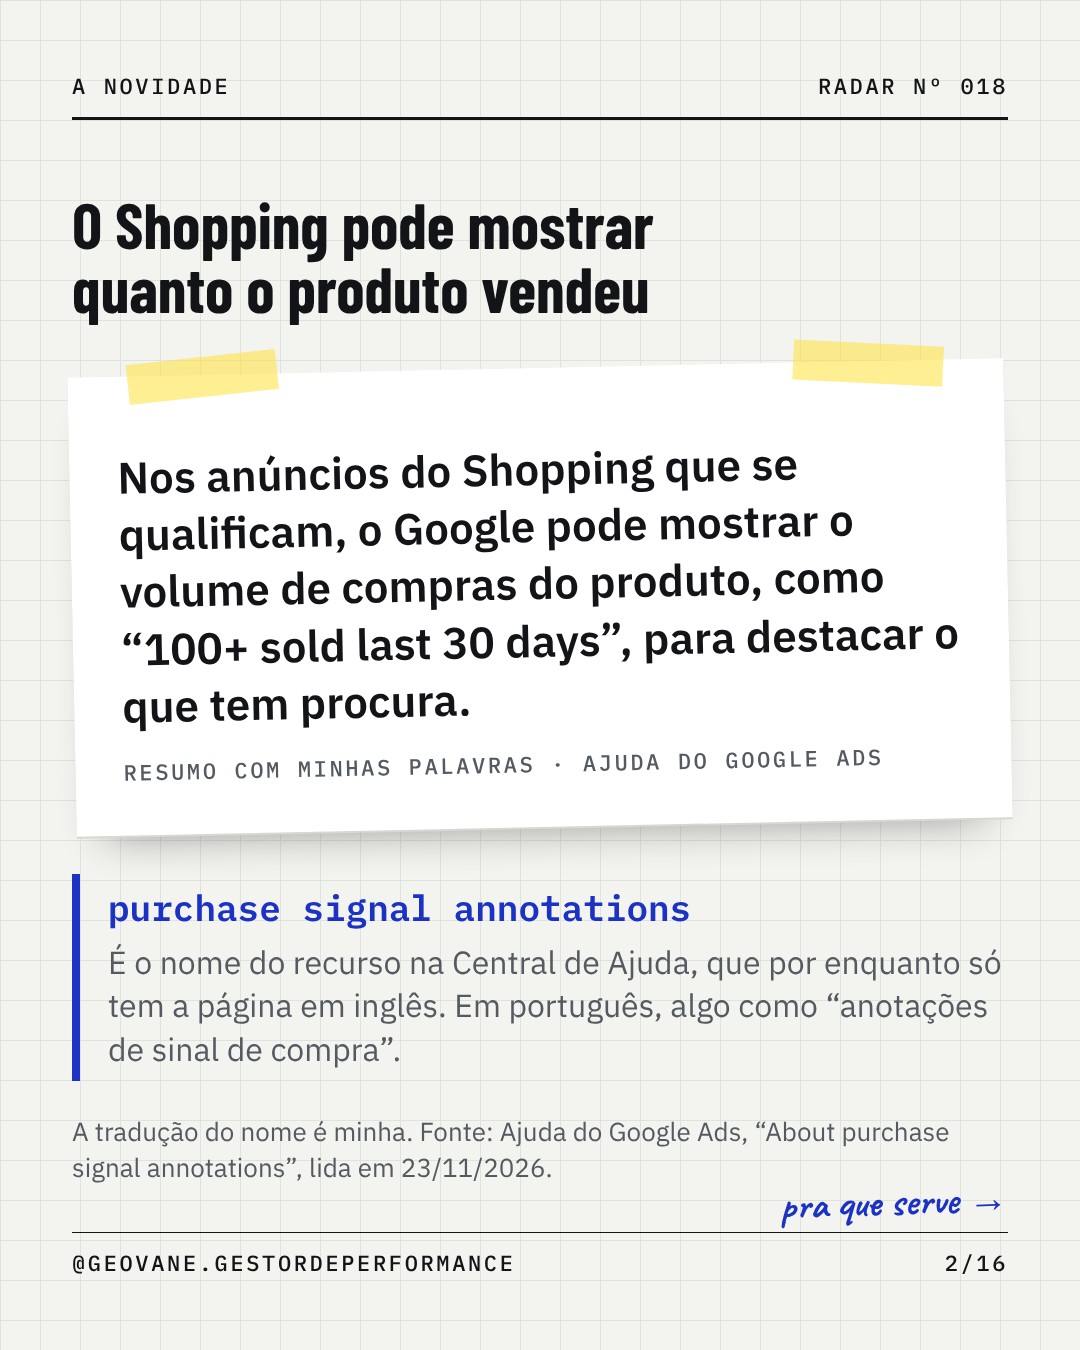 A NOVIDADE
RADAR Nº 018
O Shopping pode mostrar
quanto o produto vendeu
Nos anúncios do Shopping que se
qualificam, o Google pode mostrar o
volume de compras do produto, como
“100+ sold last 30 days”, para destacar o
que tem procura.
RESUMO COM MINHAS PALAVRAS · AJUDA DO GOOGLE ADS
purchase signal annotations
É o nome do recurso na Central de Ajuda, que por enquanto só
tem a página em inglês. Em português, algo como “anotações
de sinal de compra”.
A tradução do nome é minha. Fonte: Ajuda do Google Ads, “About purchase
signal annotations”, lida em 23/11/2026.
pra que serve →
@GEOVANE.GESTORDEPERFORMANCE
2/16